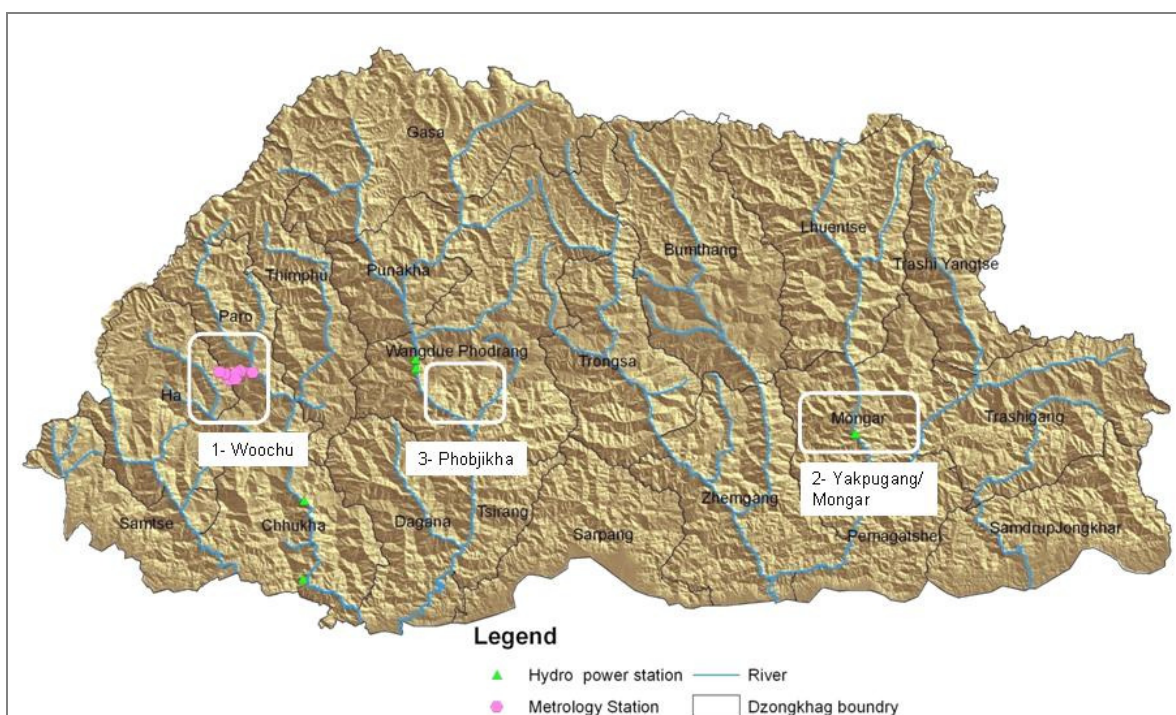 Gasa
Lhuentse
Bumthang
Trashi Yangtse
Thimphu
Punakha
Paro
Wangdue Phodrang
Trongsa
Ha
Mongar
Trashigang
1- Woochu
3- Phobjikha
2- Yakpugang/
Mongar
Zhemgang
Samtse
Chhukha
Dagana
Tsirang
Sarpang
Pemagatshel
SamdrupJongkhar
Legend
Hydro power station
River
Metrology Station
Dzongkhag boundry